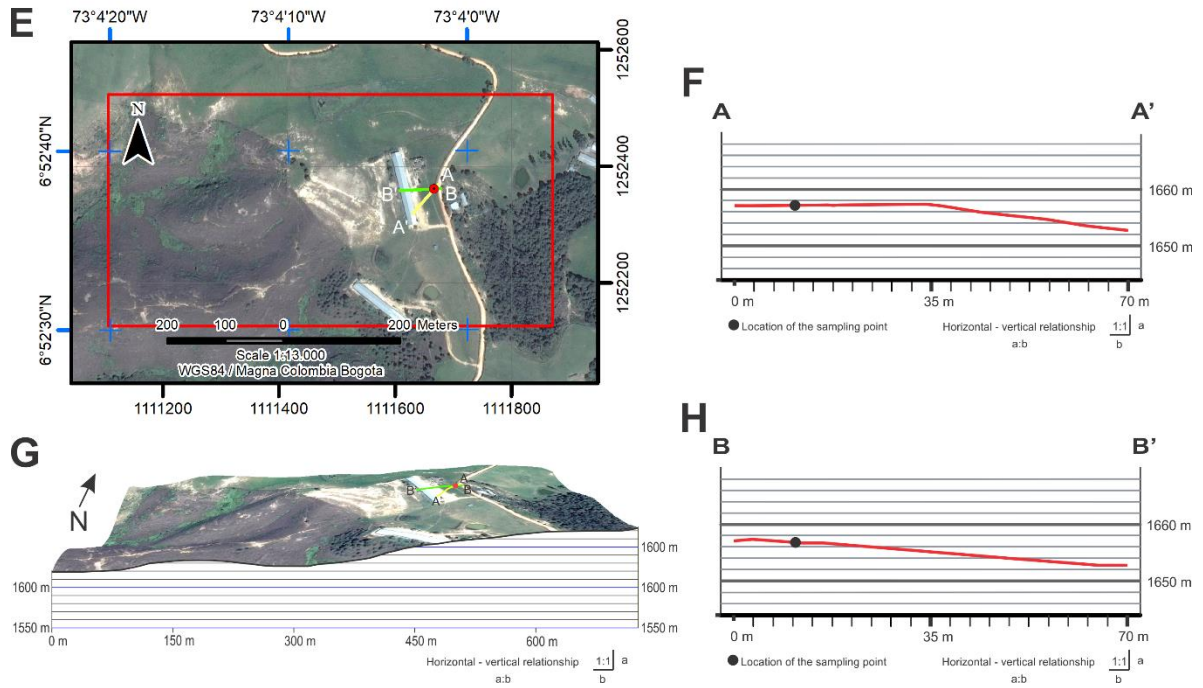 E
73°4'20"W 73°4'10"W 73°4'0"W
6°52'40"N
6°52'30"N
1252600
1252400
1252200
N
A
B' B
A'
200 100 0 200 Meters
Scale 1:13.000
WGS84 / Magna Colombia Bogota
1111200 1111400 1111600 1111800
F
A A'
1660 m
1650 m
0 m 35 m 70 m
Location of the sampling point Horizontal - vertical relationship 1:1 a
a:b b
G
N
A
B' B
A'
1600 m
1600 m
1550 m 1550 m
0 m 150 m 300 m 450 m 600 m
Horizontal - vertical relationship 1:1 a
a:b b
H
B B'
1660 m
1650 m
0 m 35 m 70 m
Location of the sampling point Horizontal - vertical relationship 1:1 a
a:b b